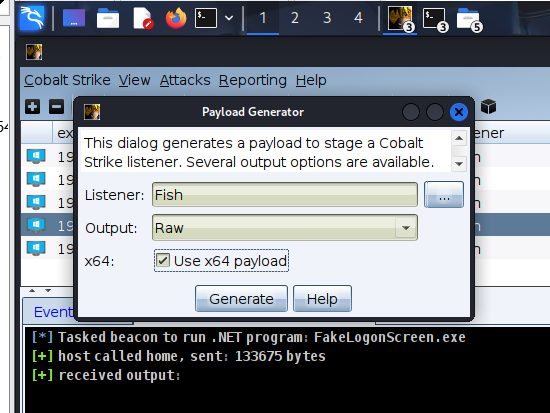 1 2 3 4
3 3 5
Cobalt Strike View Attacks Reporting Help
54
Payload Generator
ex
ener
This dialog generates a payload to stage a Cobalt
Strike listener. Several output options are available.
19
n
Listener: Fish ...
19
n
Output: Raw
19
n
19
n
x64: Use x64 payload
19
n
Generate Help
Event
[*] Tasked beacon to run .NET program: FakeLogonScreen.exe
[+] host called home, sent: 133675 bytes
[+] received output: